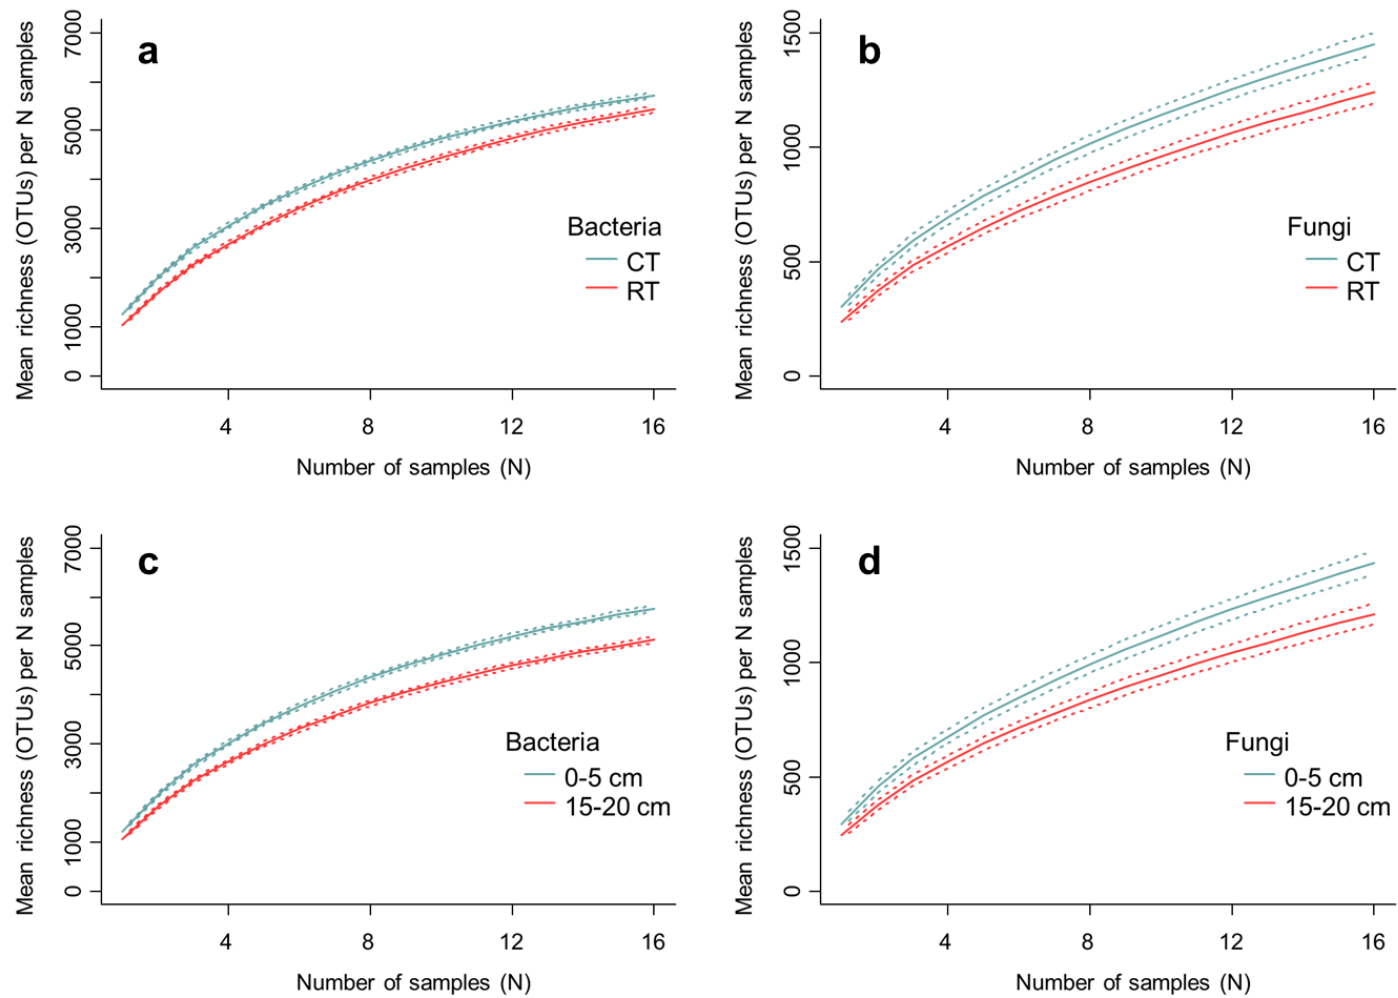 a
Mean richness (OTUs) per N samples
7000
5000
3000
1000
0
Bacteria
CT
RT
4 8 12 16
Number of samples (N)
b
Mean richness (OTUs) per N samples
1500
1000
500
0
Fungi
CT
RT
4 8 12 16
Number of samples (N)
c
Mean richness (OTUs) per N samples
7000
5000
3000
1000
0
Bacteria
0-5 cm
15-20 cm
4 8 12 16
Number of samples (N)
d
Mean richness (OTUs) per N samples
1500
1000
500
0
Fungi
0-5 cm
15-20 cm
4 8 12 16
Number of samples (N)